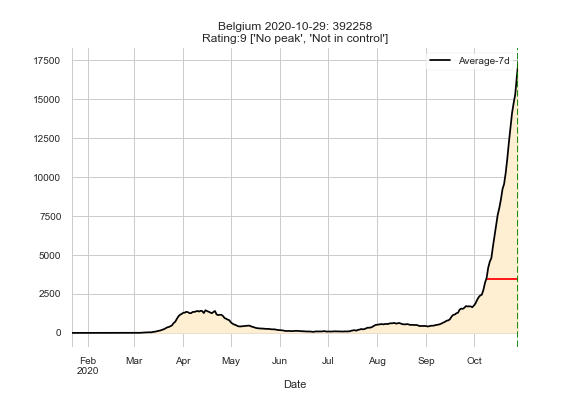 Belgium 2020-10-29: 392258
Rating:9 ['No peak', 'Not in control']
Average-7d
17500
15000
12500
10000
7500
5000
2500
0
Feb Mar Apr May Jun Jul Aug Sep Oct
2020
Date